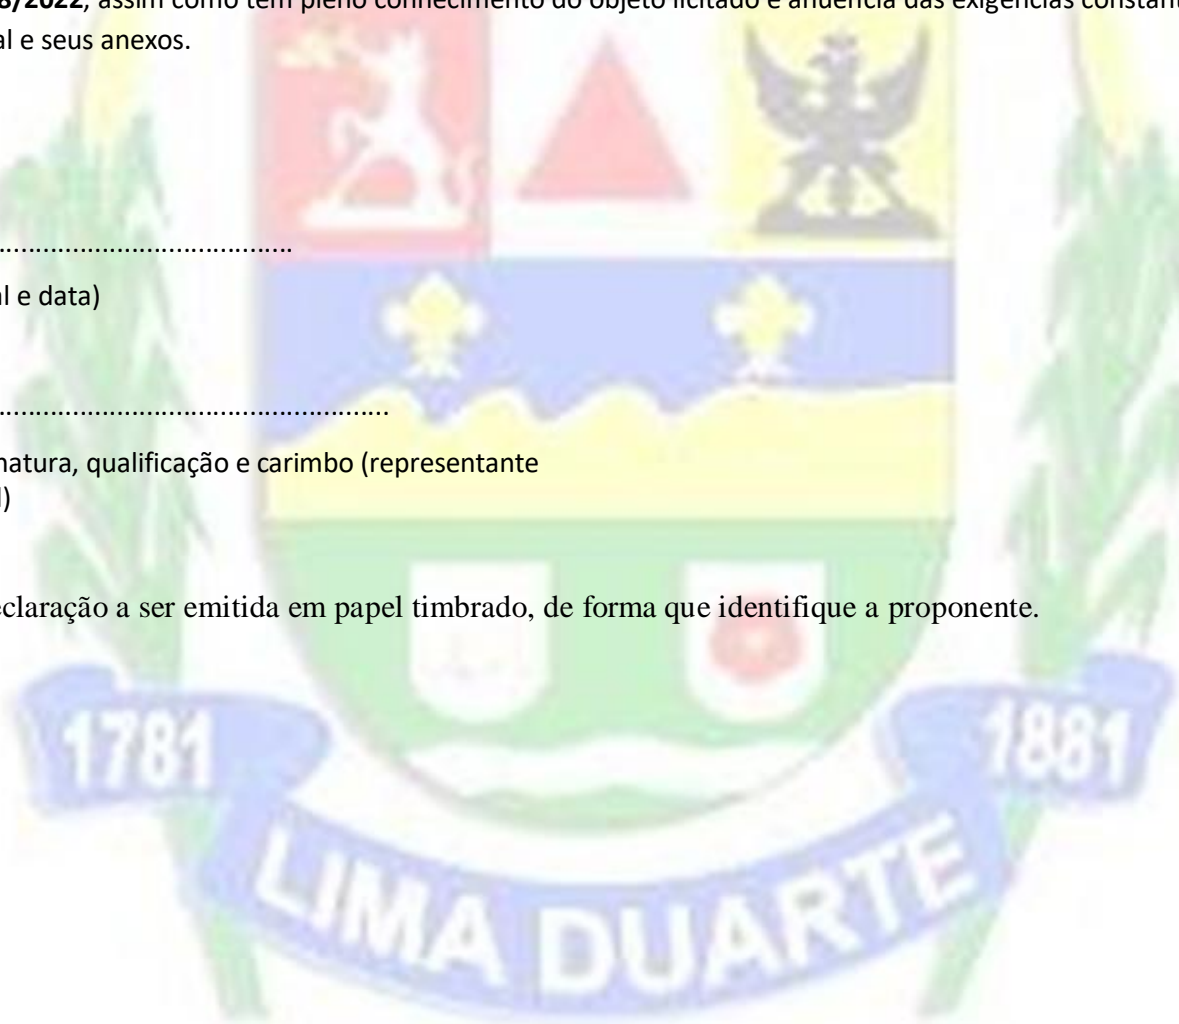 8/2022, assim como tem pleno conhecimento do objeto licitado e anuência das exigências constant
al e seus anexos.
......................................................
al e data)
......................................................
natura, qualificação e carimbo (representante
l)
eclaração a ser emitida em papel timbrado, de forma que identifique a proponente.
1781
1881
LIMA DUARTE